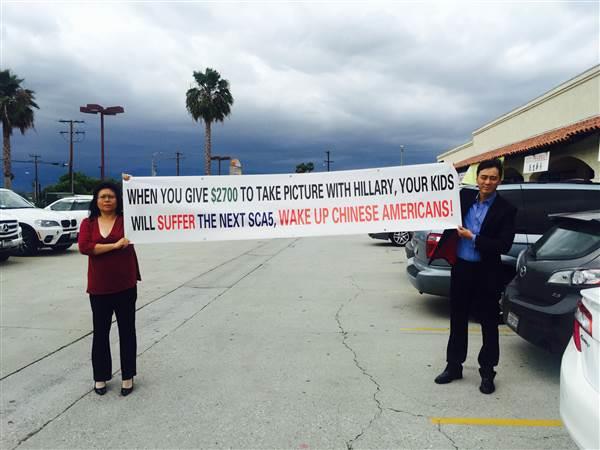 WHEN YOU GIVE $2700 TO TAKE PICTURE WITH HILLARY, YOUR KIDS
WILL SUFFER THE NEXT SCA5, WAKE UP CHINESE AMERICANS!